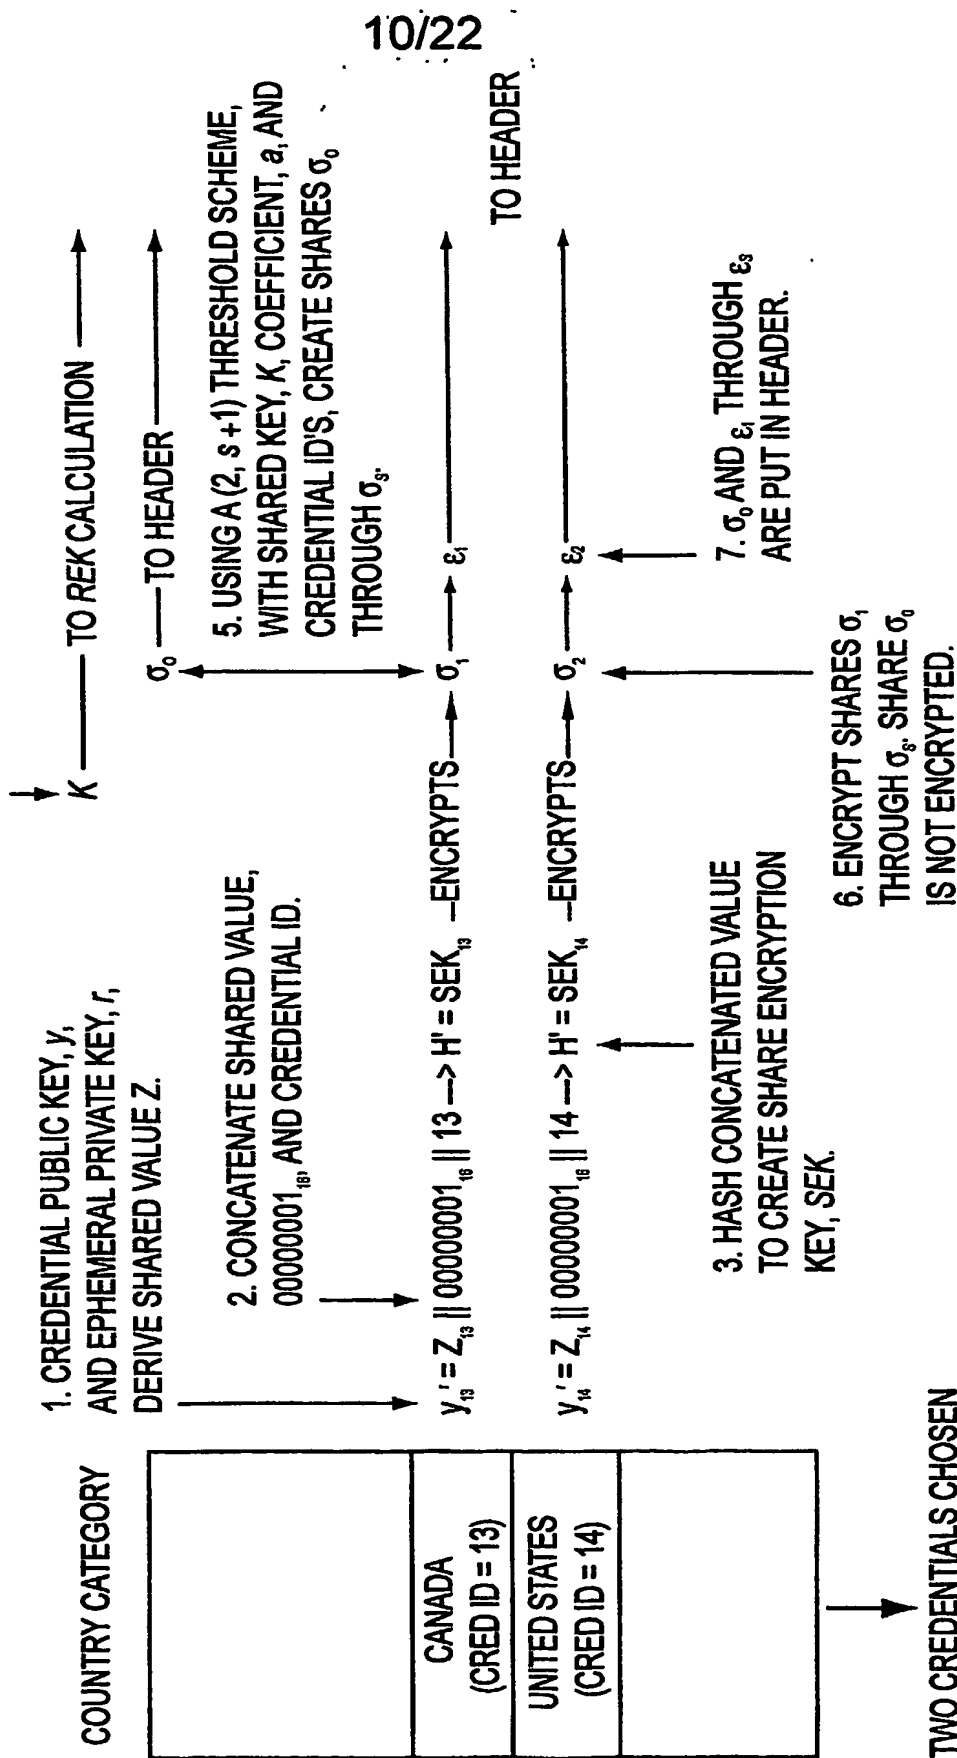 10/22
K — TO REK CALCULATION
σ₀ — TO HEADER
1. CREDENTIAL PUBLIC KEY, y,
AND EPHEMERAL PRIVATE KEY, r,
DERIVE SHARED VALUE Z.
2. CONCATENATE SHARED VALUE,
00000001₁₆, AND CREDENTIAL ID.
5. USING A (2, s +1) THRESHOLD SCHEME,
WITH SHARED KEY, K, COEFFICIENT, a, AND
CREDENTIAL ID'S, CREATE SHARES σ₀
THROUGH σₛ.
COUNTRY CATEGORY
CANADA
(CRED ID = 13)
UNITED STATES
(CRED ID = 14)
y₁₃' = Z₁₃ || 00000001₁₆ || 13 —> H' = SEK₁₃ —ENCRYPTS— σ₁ ε₁
y₁₄' = Z₁₄ || 00000001₁₆ || 14 —> H' = SEK₁₄ —ENCRYPTS— σ₂ ε₂
TO HEADER
3. HASH CONCATENATED VALUE
TO CREATE SHARE ENCRYPTION
KEY, SEK.
7. σ₀ AND ε₁ THROUGH εₛ
ARE PUT IN HEADER.
6. ENCRYPT SHARES σ₁
THROUGH σₛ. SHARE σ₀
IS NOT ENCRYPTED.
TWO CREDENTIALS CHOSEN